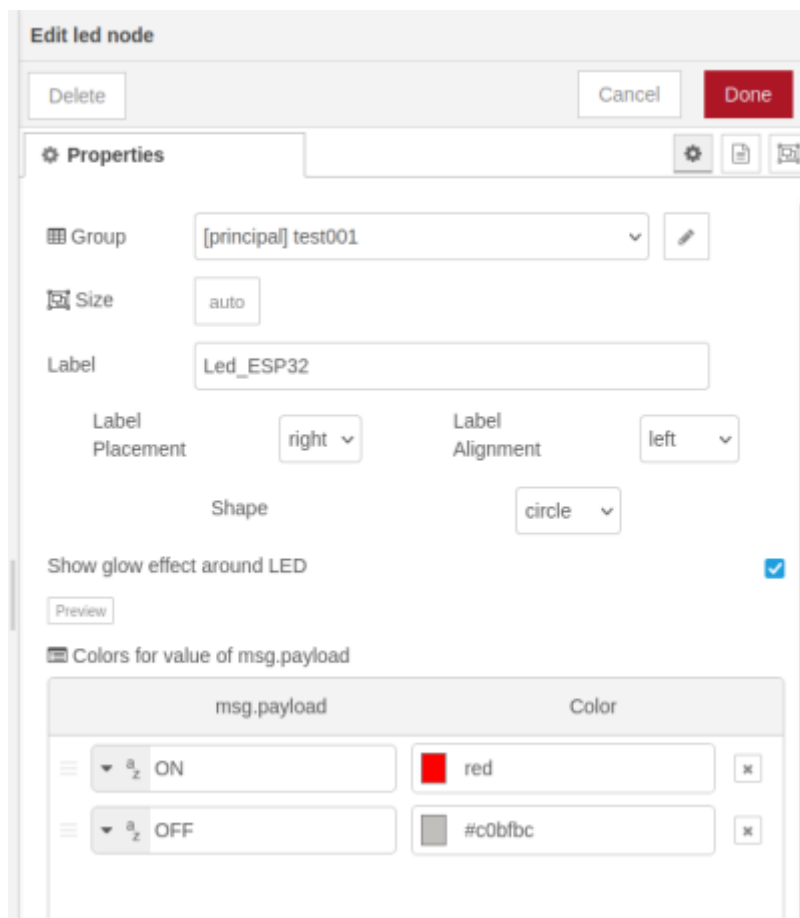 Edit led node
Delete Cancel Done
Properties
Group [principal] test001
Size auto
Label Led_ESP32
Label Placement right Label Alignment left
Shape circle
Show glow effect around LED
Preview
Colors for value of msg.payload
msg.payload Color
az ON red
az OFF #c0bfbc